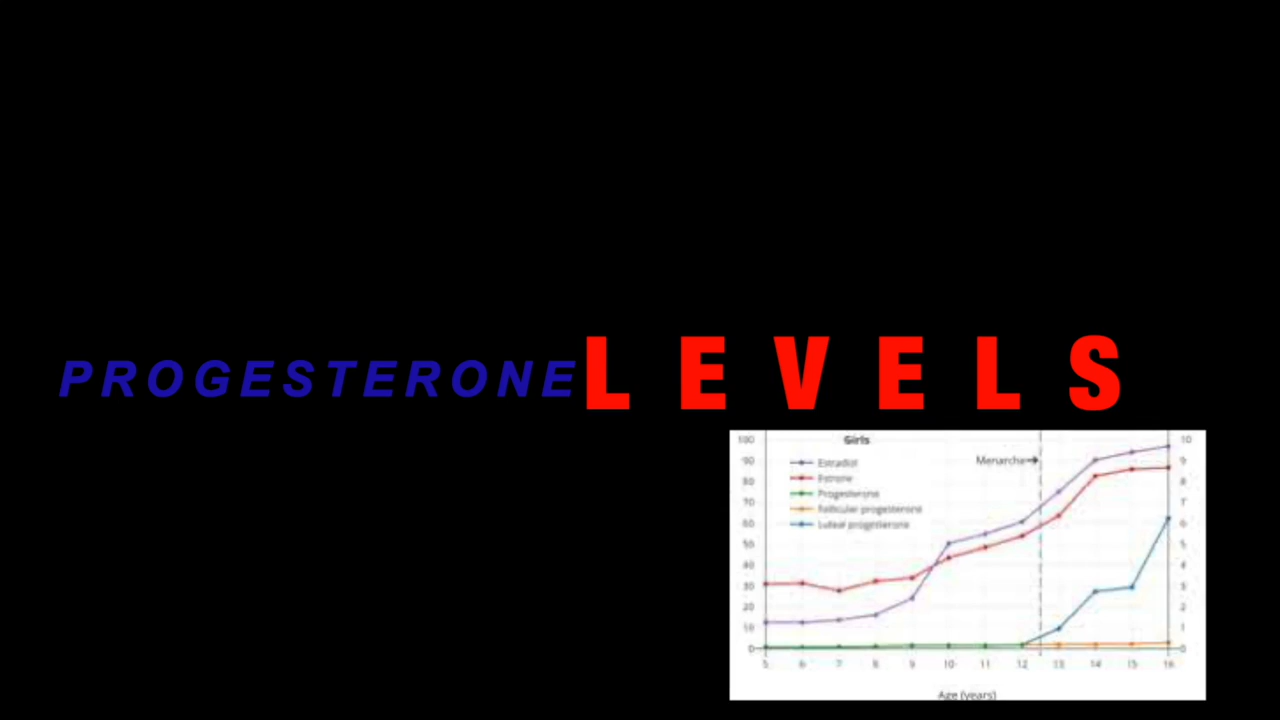 PROGESTERONE LEVELS
Girls
100 10
Estradiol
Menarche
90 9
Estrone
80 8
Progesterone
70 7
Follicular progesterone
60 6
Luteal progesterone
50 5
40 4
30 3
20 2
10 1
0 0
5 6 7 8 9 10 11 12 13 14 15 16
Age (years)